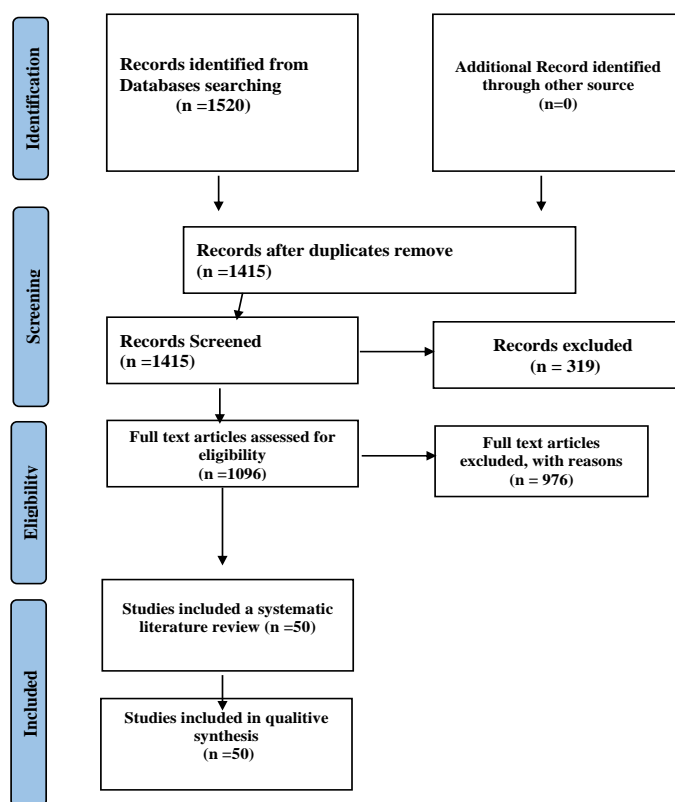 Identification
Records identified from
Databases searching
(n =1520)
Additional Record identified
through other source
(n=0)
Screening
Records after duplicates remove
(n =1415)
Records Screened
(n =1415)
Records excluded
(n = 319)
Eligibility
Full text articles assessed for
eligibility
(n =1096)
Full text articles
excluded, with reasons
(n = 976)
Included
Studies included a systematic
literature review (n =50)
Studies included in qualitive
synthesis
(n =50)